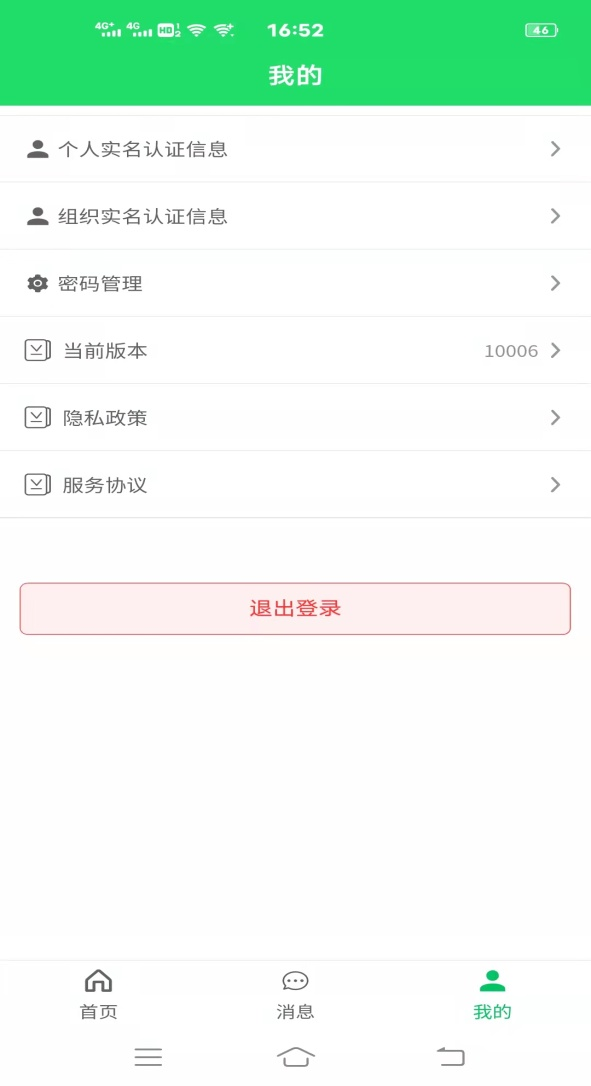 4G+ 4G HD 1 2 16:52 46
我的
个人实名认证信息
组织实名认证信息
密码管理
当前版本 10006
隐私政策
服务协议
退出登录
首页 消息 我的